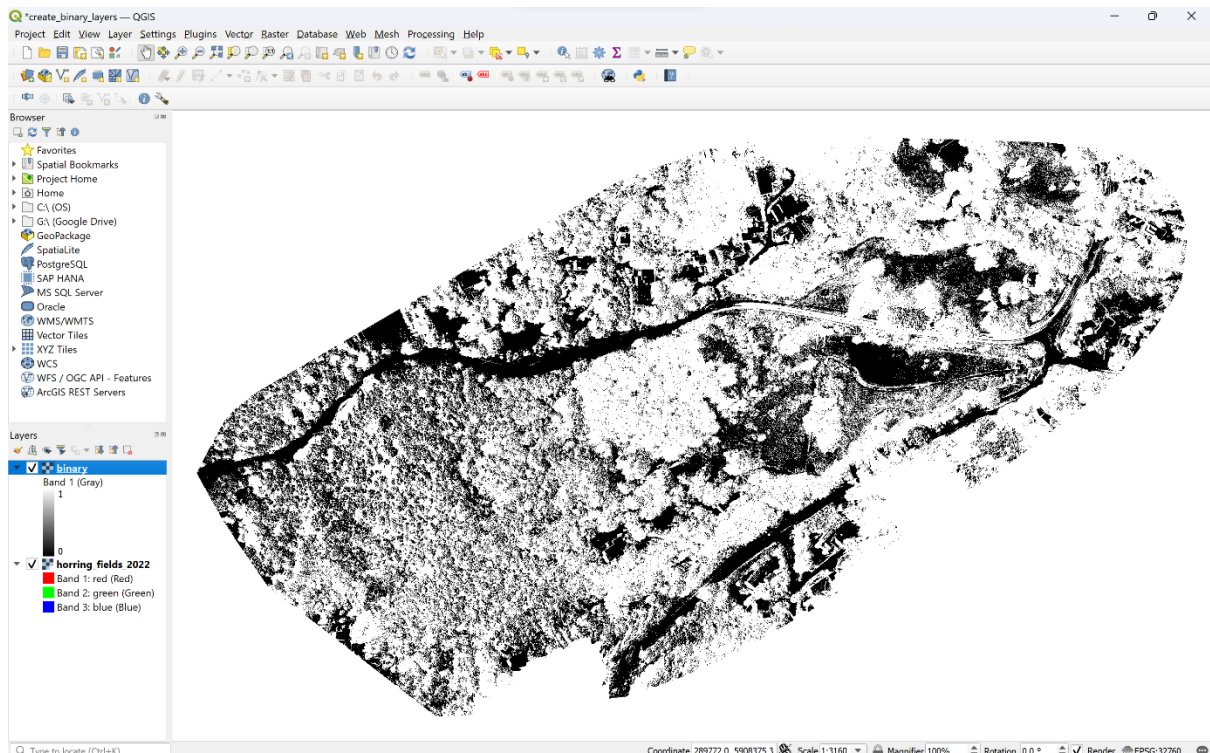 *create_binary_layers — QGIS
Project Edit View Layer Settings Plugins Vector Raster Database Web Mesh Processing Help
Browser
Favorites
Spatial Bookmarks
Project Home
Home
C:\ (OS)
G:\ (Google Drive)
GeoPackage
SpatiaLite
PostgreSQL
SAP HANA
MS SQL Server
Oracle
WMS/WMTS
Vector Tiles
XYZ Tiles
WCS
WFS / OGC API - Features
ArcGIS REST Servers
Layers
binary
Band 1 (Gray)
1
0
horring_fields_2022
Band 1: red (Red)
Band 2: green (Green)
Band 3: blue (Blue)
Type to locate (Ctrl+K) Coordinate 289772.0, 5908375.3 Scale 1:3160 Magnifier 100% Rotation 0.0 ° Render EPSG:32760